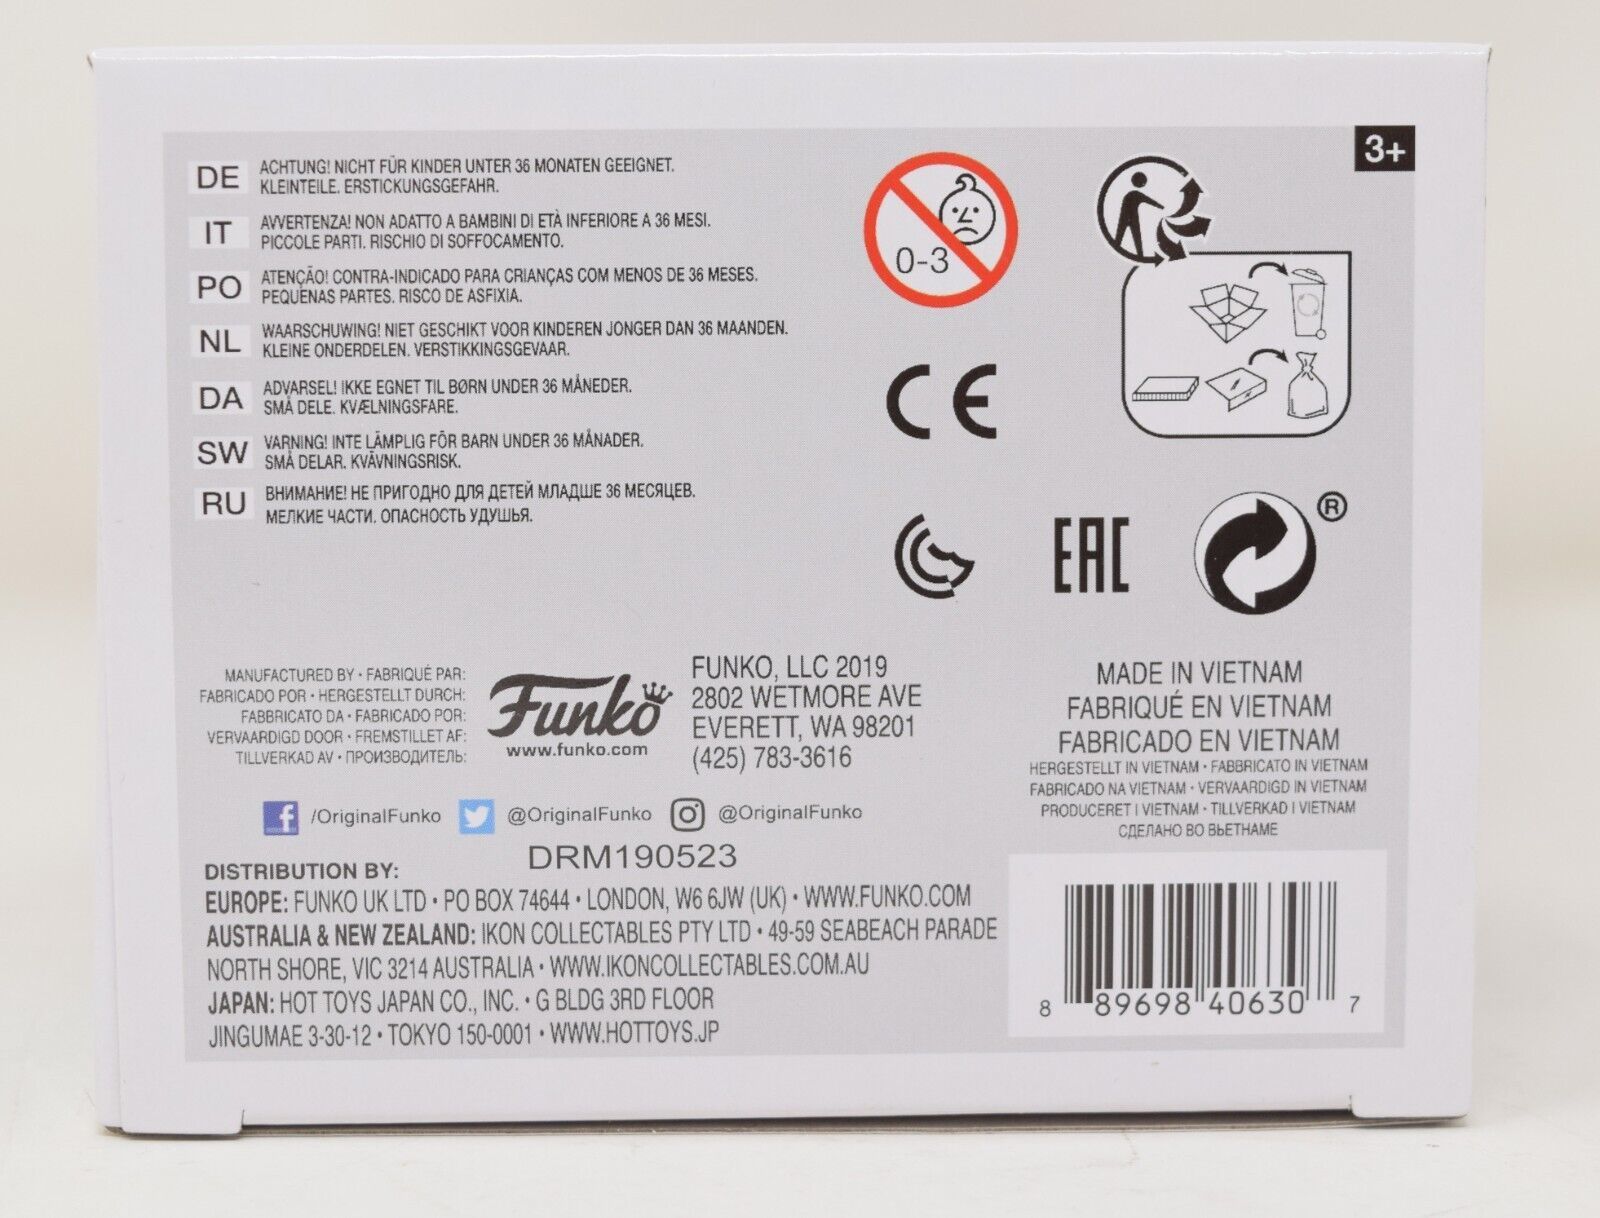 3+
DE
ACHTUNG! NICHT FÜR KINDER UNTER 36 MONATEN GEEIGNET.
KLEINTEILE. ERSTICKUNGSGEFAHR.
IT
AVVERTENZA! NON ADATTO A BAMBINI DI ETÀ INFERIORE A 36 MESI.
PICCOLE PARTI. RISCHIO DI SOFFOCAMENTO.
PO
ATENÇÃO! CONTRA-INDICADO PARA CRIANÇAS COM MENOS DE 36 MESES.
PEQUENAS PARTES. RISCO DE ASFIXIA.
NL
WAARSCHUWING! NIET GESCHIKT VOOR KINDEREN JONGER DAN 36 MAANDEN.
KLEINE ONDERDELEN. VERSTIKKINGSGEVAAR.
DA
ADVARSEL! IKKE EGNET TIL BØRN UNDER 36 MÅNEDER.
SMÅ DELE. KVÆLNINGSFARE.
SW
VARNING! INTE LÄMPLIG FÖR BARN UNDER 36 MÅNADER.
SMÅ DELAR. KVÄVNINGSRISK.
RU
ВНИМАНИЕ! НЕ ПРИГОДНО ДЛЯ ДЕТЕЙ МЛАДШЕ 36 МЕСЯЦЕВ.
МЕЛКИЕ ЧАСТИ. ОПАСНОСТЬ УДУШЬЯ.
0-3
CE
EAC
®
MANUFACTURED BY • FABRIQUÉ PAR:
FABRICADO POR • HERGESTELLT DURCH:
FABBRICATO DA • FABRICADO POR:
VERVAARDIGD DOOR • FREMSTILLET AF:
TILLVERKAD AV • ПРОИЗВОДИТЕЛЬ:
Funko
www.funko.com
FUNKO, LLC 2019
2802 WETMORE AVE
EVERETT, WA 98201
(425) 783-3616
MADE IN VIETNAM
FABRIQUÉ EN VIETNAM
FABRICADO EN VIETNAM
HERGESTELLT IN VIETNAM • FABBRICATO IN VIETNAM
FABRICADO NA VIETNAM • VERVAARDIGD IN VIETNAM
PRODUCERET I VIETNAM • TILLVERKAD I VIETNAM
СДЕЛАНО ВО ВЬЕТНАМЕ
/OriginalFunko @OriginalFunko @OriginalFunko
DRM190523
DISTRIBUTION BY:
EUROPE: FUNKO UK LTD • PO BOX 74644 • LONDON, W6 6JW (UK) • WWW.FUNKO.COM
AUSTRALIA & NEW ZEALAND: IKON COLLECTABLES PTY LTD • 49-59 SEABEACH PARADE
NORTH SHORE, VIC 3214 AUSTRALIA • WWW.IKONCOLLECTABLES.COM.AU
JAPAN: HOT TOYS JAPAN CO., INC. • G BLDG 3RD FLOOR
JINGUMAE 3-30-12 • TOKYO 150-0001 • WWW.HOTTOYS.JP
8 89698 40630 7